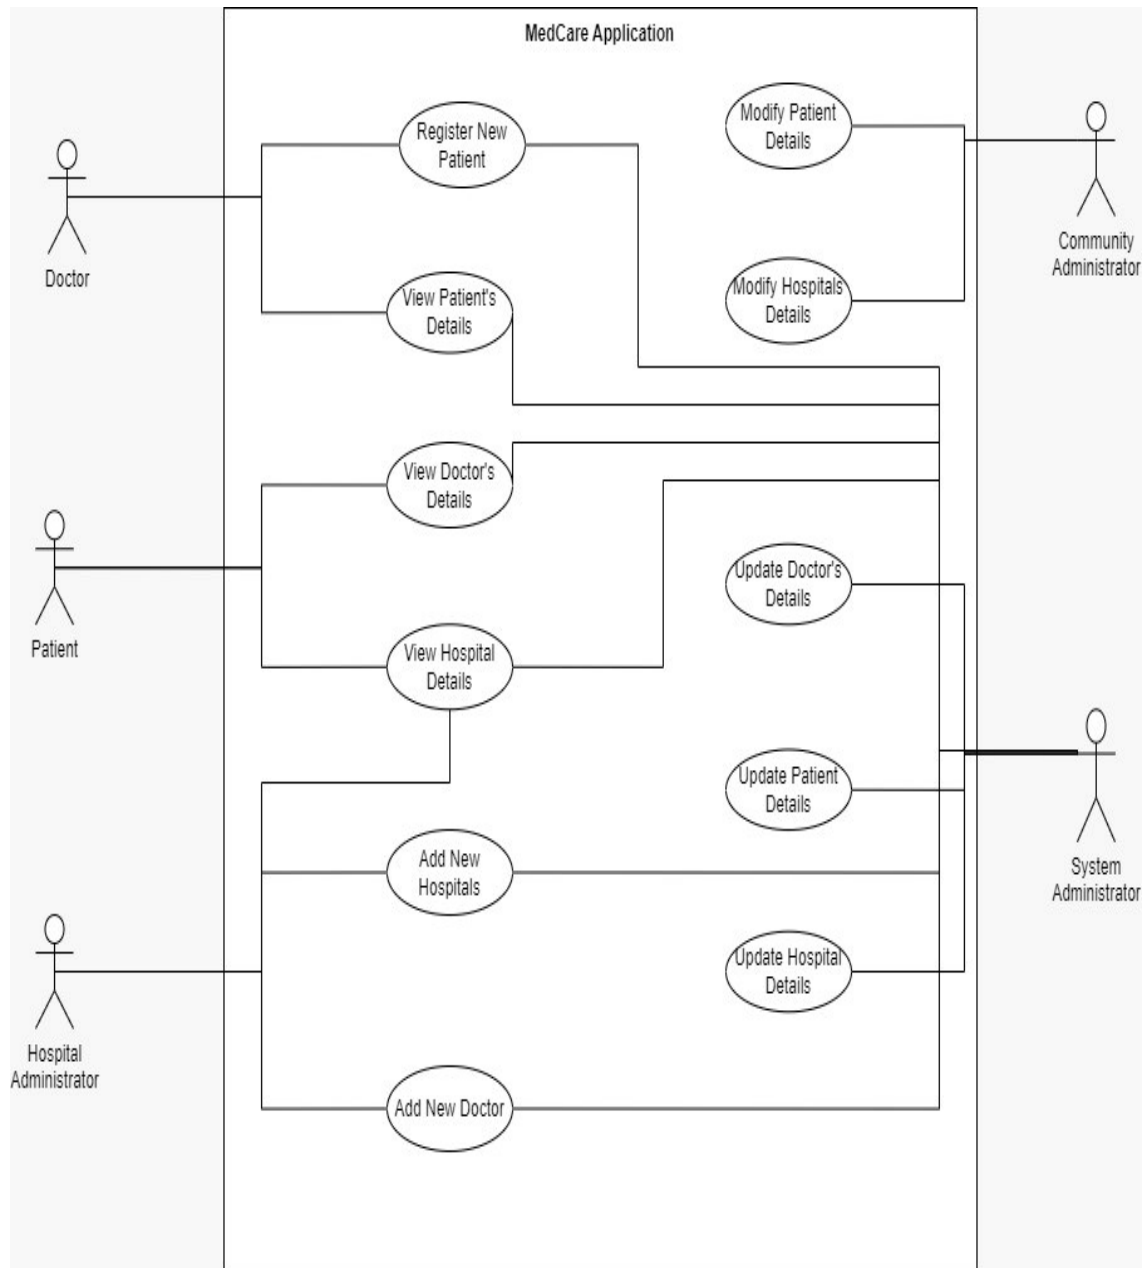 MedCare Application
Register New
Patient
Modify Patient
Details
Doctor
Community
Administrator
View Patient's
Details
Modify Hospitals
Details
View Doctor's
Details
Patient
Update Doctor's
Details
View Hospital
Details
Update Patient
Details
System
Administrator
Add New
Hospitals
Update Hospital
Details
Hospital
Administrator
Add New Doctor